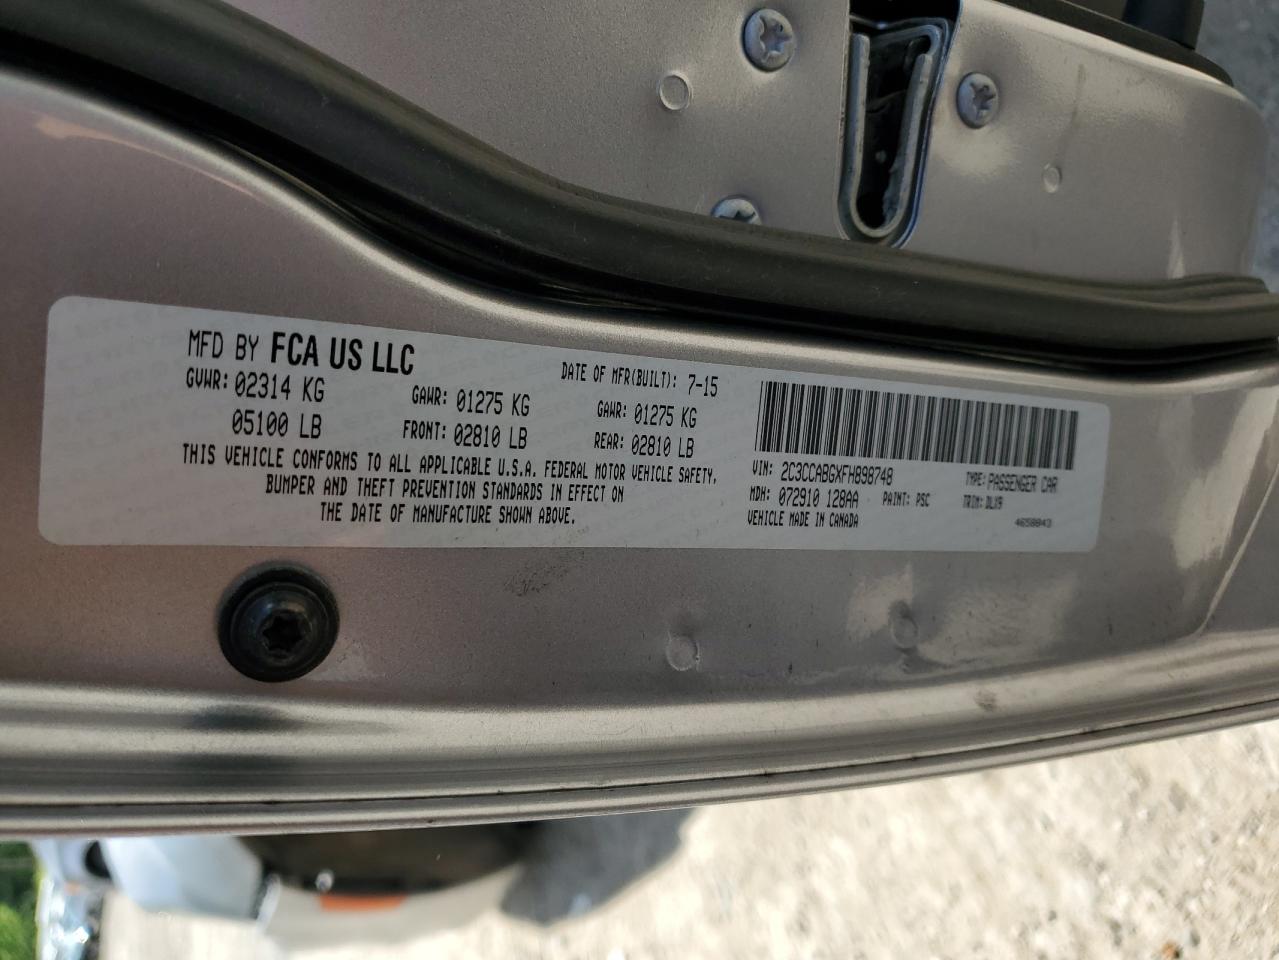 MFD BY FCA US LLC
DATE OF MFR(BUILT): 7-15
GVWR: 02314 KG
GAWR: 01275 KG
GAWR: 01275 KG
05100 LB
FRONT: 02810 LB
REAR: 02810 LB
THIS VEHICLE CONFORMS TO ALL APPLICABLE U.S.A. FEDERAL MOTOR VEHICLE SAFETY,
BUMPER AND THEFT PREVENTION STANDARDS IN EFFECT ON
THE DATE OF MANUFACTURE SHOWN ABOVE.
VIN: 2C3CCABGXFH898748
TYPE: PASSENGER CAR
MDH: 072910 128AA
PAINT: PSC
TRIM: DLX9
VEHICLE MADE IN CANADA
4658843